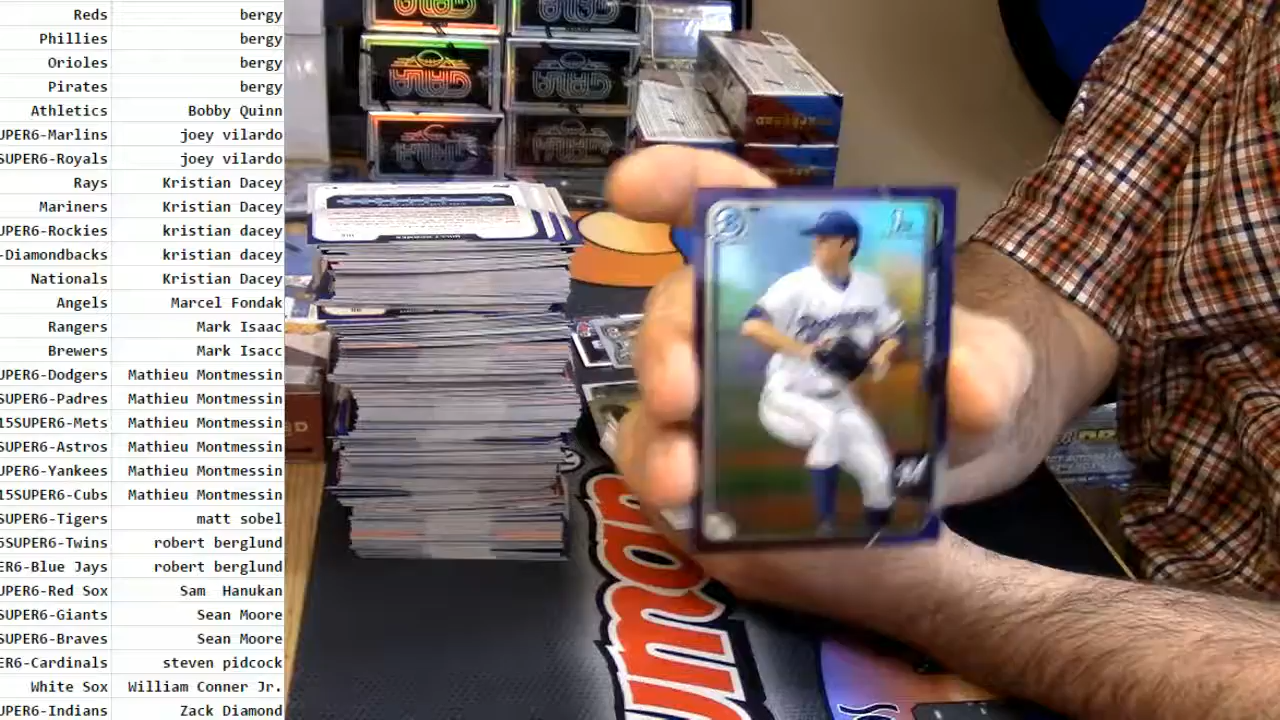 Reds bergy
Phillies bergy
Orioles bergy
Pirates bergy
Athletics Bobby Quinn
UPER6-Marlins joey vilardo
SUPER6-Royals joey vilardo
Rays Kristian Dacey
Mariners Kristian Dacey
SUPER6-Rockies kristian dacey
-Diamondbacks kristian dacey
Nationals Kristian Dacey
Angels Marcel Fondak
Rangers Mark Isaac
Brewers Mark Isacc
UPER6-Dodgers Mathieu Montmessin
SUPER6-Padres Mathieu Montmessin
15SUPER6-Mets Mathieu Montmessin
SUPER6-Astros Mathieu Montmessin
UPER6-Yankees Mathieu Montmessin
15SUPER6-Cubs Mathieu Montmessin
SUPER6-Tigers matt sobel
5SUPER6-Twins robert berglund
ER6-Blue Jays robert berglund
SUPER6-Red Sox Sam Hanukan
SUPER6-Giants Sean Moore
SUPER6-Braves Sean Moore
ER6-Cardinals steven pidcock
White Sox William Conner Jr.
SUPER6-Indians Zack Diamond